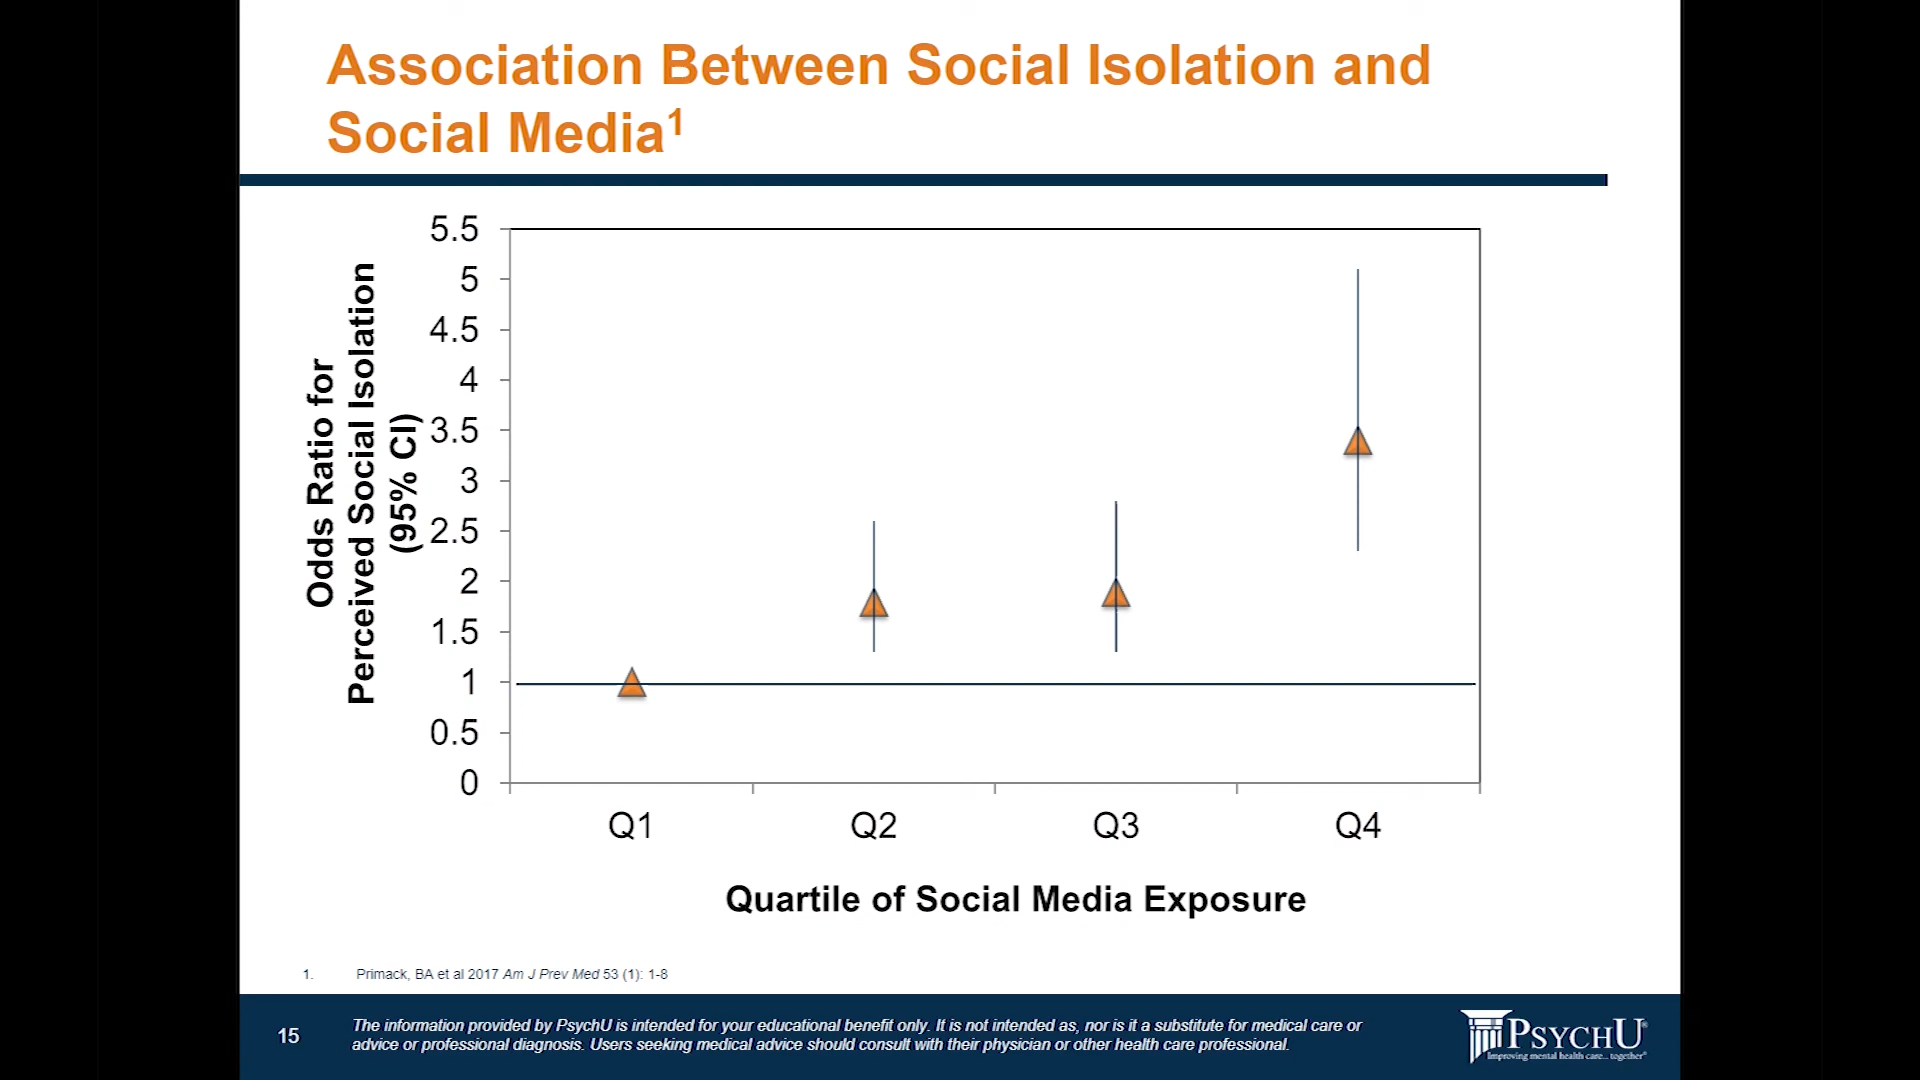 Association Between Social Isolation and
Social Media1
Odds Ratio for
Perceived Social Isolation
(95% CI)
5.5
5
4.5
4
3.5
3
2.5
2
1.5
1
0.5
0
Q1 Q2 Q3 Q4
Quartile of Social Media Exposure
1. Primack, BA et al 2017 Am J Prev Med 53 (1): 1-8
15
The information provided by PsychU is intended for your educational benefit only. It is not intended as, nor is it a substitute for medical care or
advice or professional diagnosis. Users seeking medical advice should consult with their physician or other health care professional.
PSYCHU®
Improving mental health care... together®